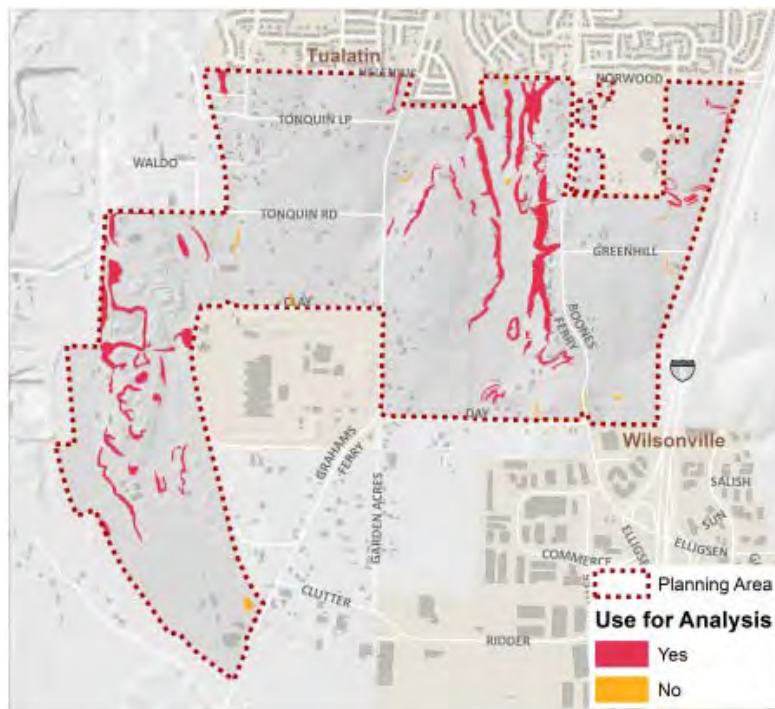 Tualatin
NORWOOD
TONQUIN LP
WALDO
TONQUIN RD
GREENHILL
CLAY
BOONES
FERRY
DAY
Wilsonville
GRAHAMS
FERRY
GARDEN ACRES
SALISH
SUN
ELLIGSEN
ELLIGSEN
COMMERCE
CLUTTER
RIDDER
Planning Area
Use for Analysis
Yes
No